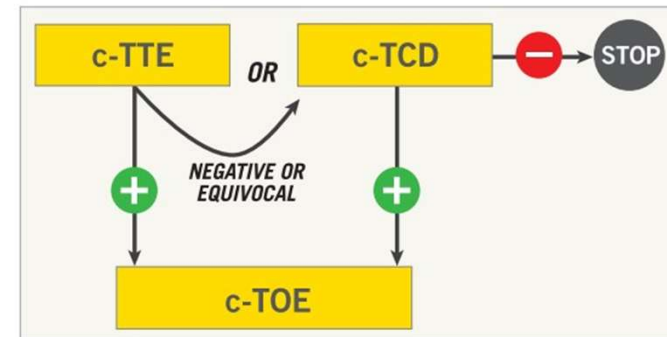 c-TTE
OR
c-TCD
STOP
NEGATIVE OR
EQUIVOCAL
c-TOE